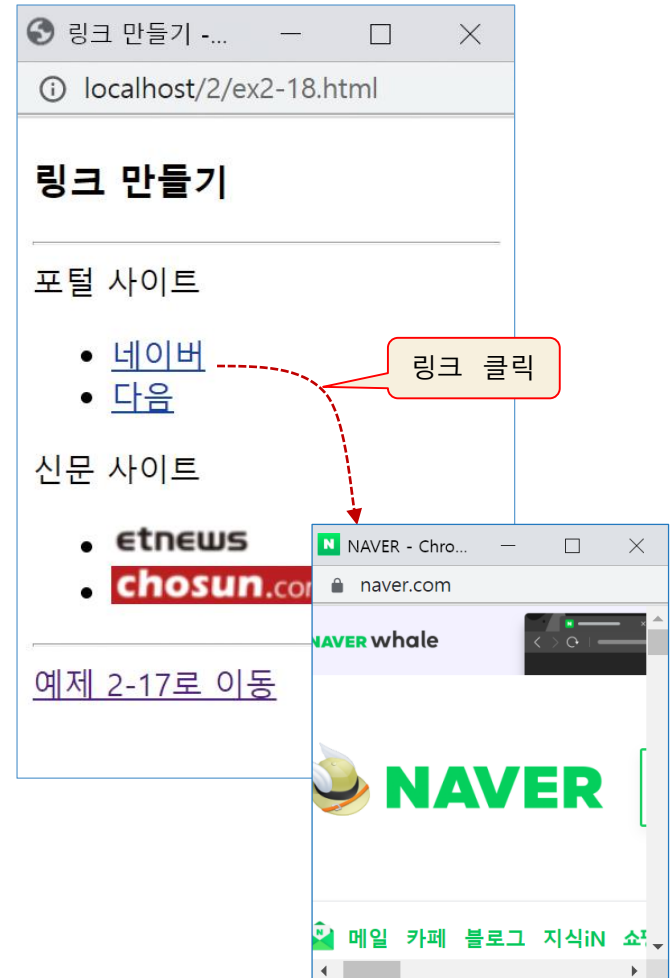 링크 만들기 -...
localhost/2/ex2-18.html
링크 만들기
포털 사이트
네이버
다음
링크 클릭
신문 사이트
etnews
chosun.com
예제 2-17로 이동
NAVER - Chro...
naver.com
NAVER whale
NAVER
메일 카페 블로그 지식iN 쇼핑